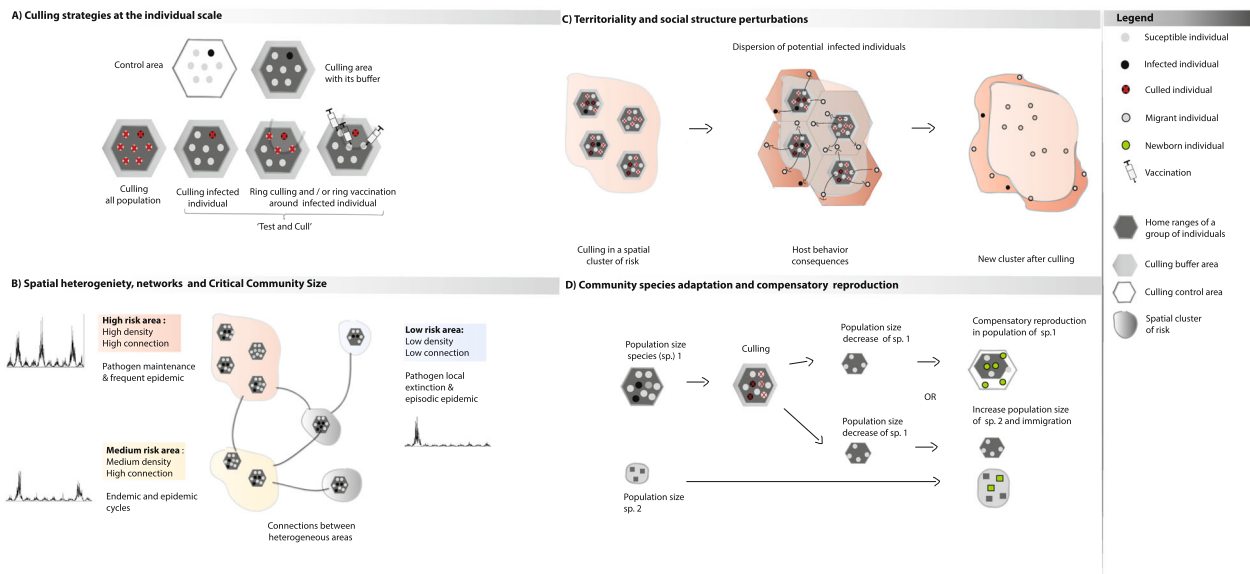 A) Culling strategies at the individual scale
Control area
Culling area
with its buffer
Culling
all population
Culling infected
individual
Ring culling and / or ring vaccination
around infected individual
'Test and Cull'
B) Spatial heterogeniety, networks and Critical Community Size
High risk area :
High density
High connection
Pathogen maintenance
& frequent epidemic
Low risk area:
Low density
Low connection
Pathogen local
extinction &
episodic epidemic
Medium risk area :
Medium density
High connection
Endemic and epidemic
cycles
Connections between
heterogeneous areas
C) Territoriality and social structure perturbations
Dispersion of potential infected individuals
Culling in a spatial
cluster of risk
Host behavior
consequences
New cluster after culling
D) Community species adaptation and compensatory reproduction
Population size
species (sp.) 1
Culling
Population size
decrease of sp. 1
Compensatory reproduction
in population of sp.1
OR
Population size
decrease of sp. 1
Increase population size
of sp. 2 and immigration
Population size
sp. 2
Legend
Suceptible individual
Infected individual
Culled individual
Migrant individual
Newborn individual
Vaccination
Home ranges of a
group of individuals
Culling buffer area
Culling control area
Spatial cluster
of risk